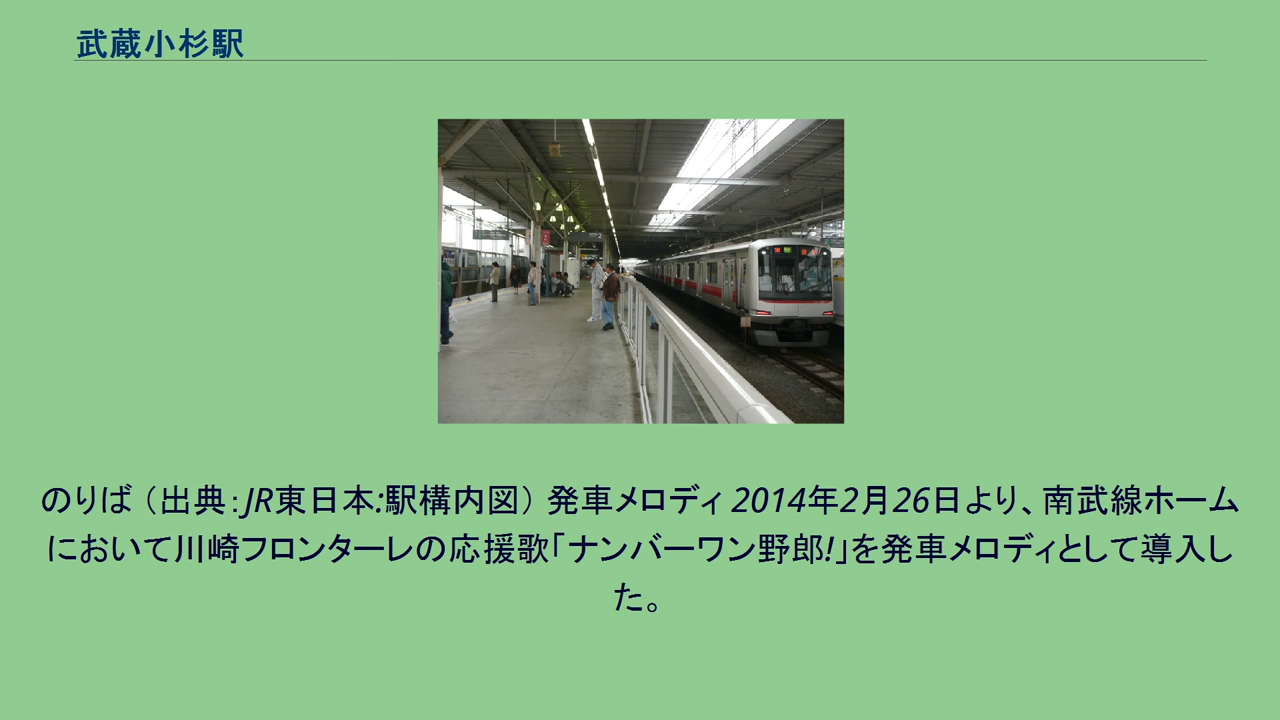 武蔵小杉駅
のりば（出典：JR東日本:駅構内図）発車メロディ 2014年2月26日より、南武線ホーム
において川崎フロンターレの応援歌「ナンバーワン野郎!」を発車メロディとして導入し
た。